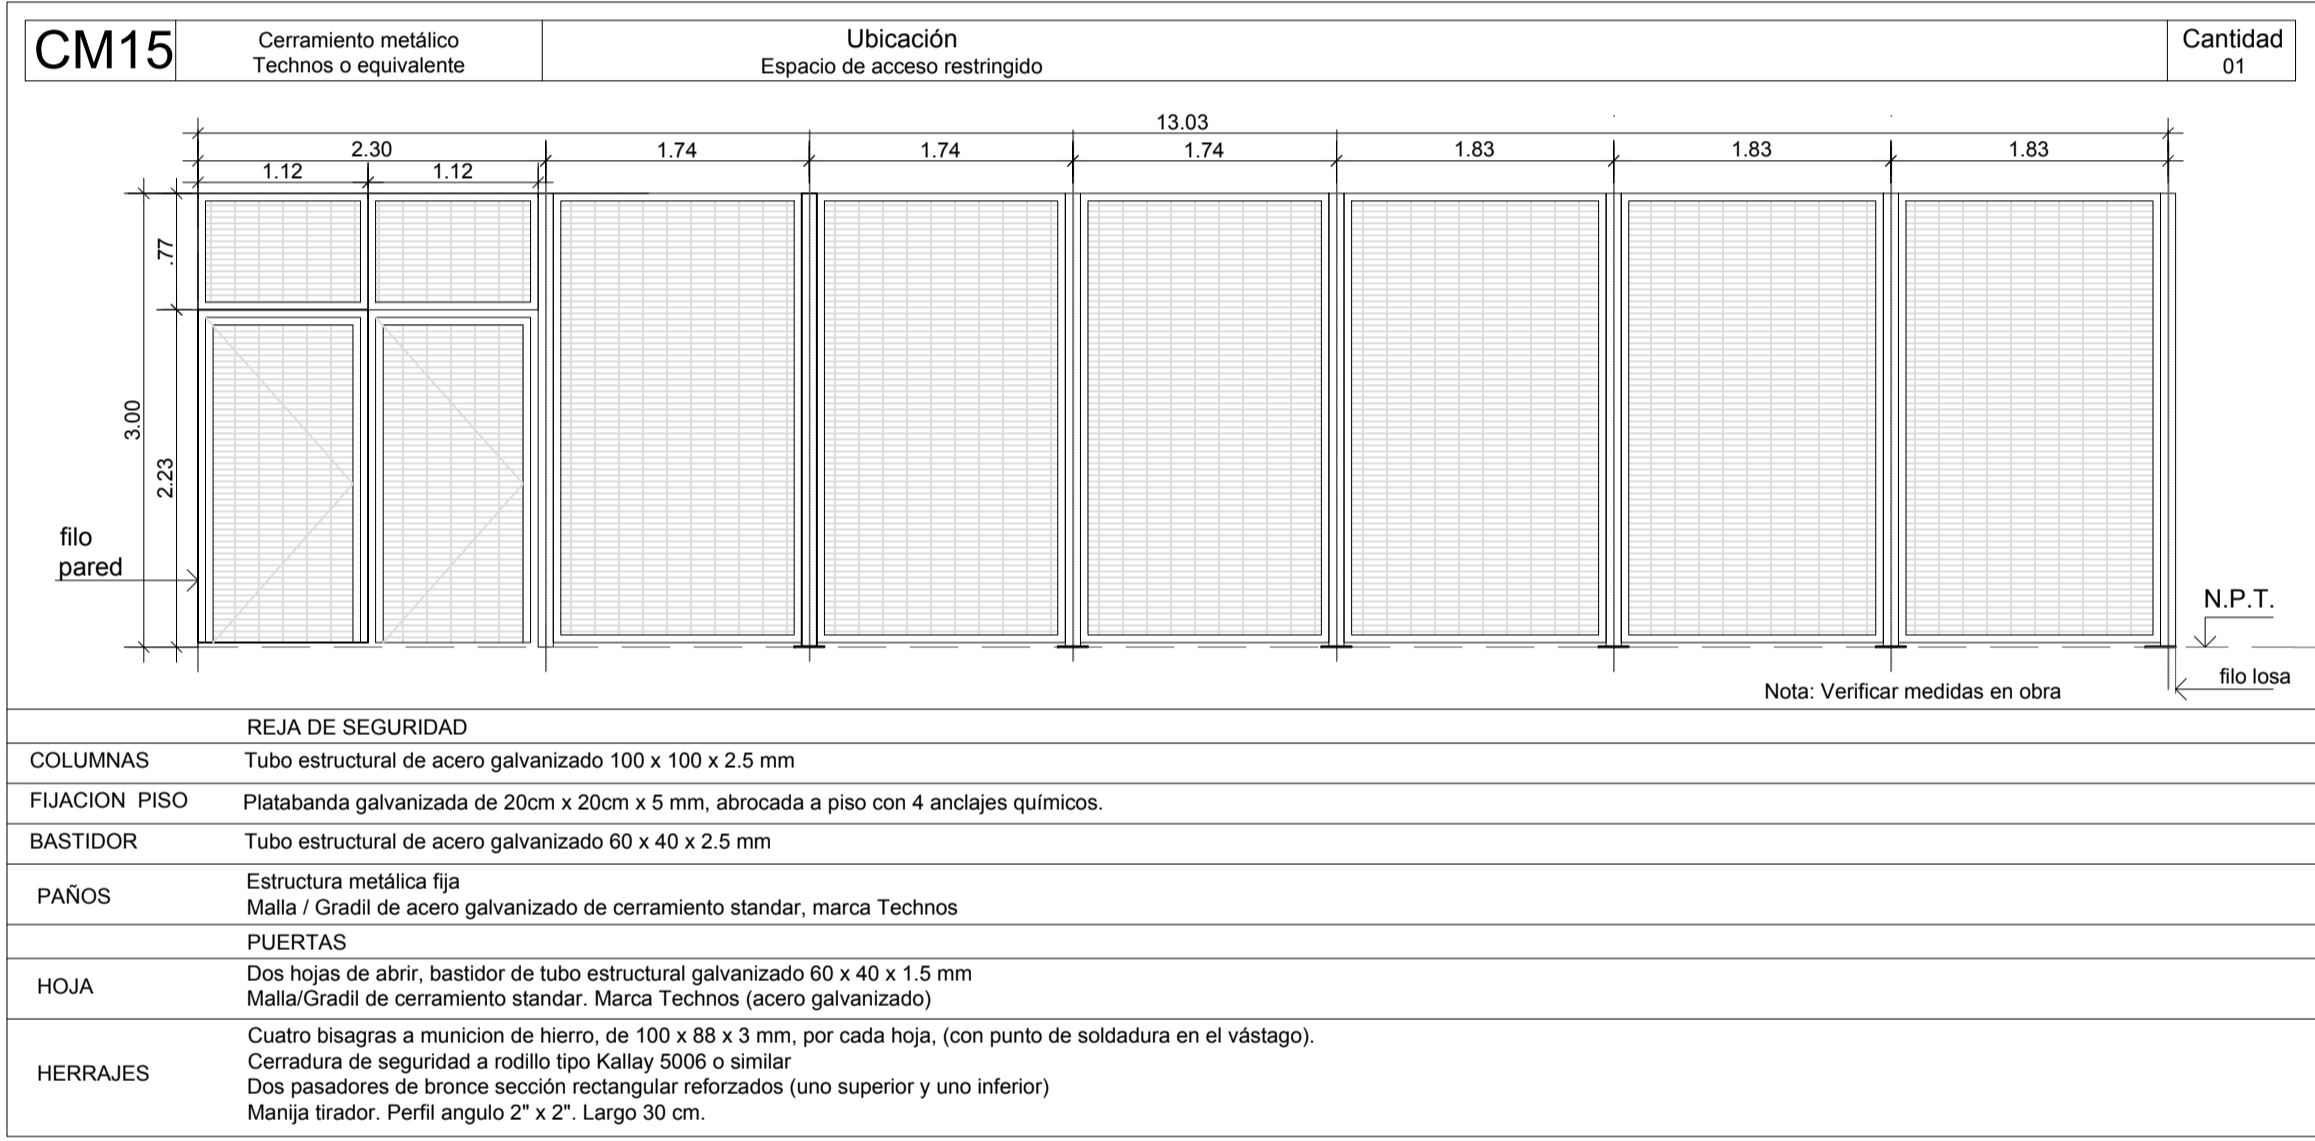 CM15
Cerramiento metálico
Technos o equivalente
Ubicación
Espacio de acceso restringido
Cantidad
01
13.03
2.30
1.74
1.74
1.74
1.83
1.83
1.83
1.12
1.12
.77
3.00
2.23
filo
pared
N.P.T.
filo losa
Nota: Verificar medidas en obra
REJA DE SEGURIDAD
COLUMNAS
Tubo estructural de acero galvanizado 100 x 100 x 2.5 mm
FIJACION PISO
Platabanda galvanizada de 20cm x 20cm x 5 mm, abrocada a piso con 4 anclajes químicos.
BASTIDOR
Tubo estructural de acero galvanizado 60 x 40 x 2.5 mm
PAÑOS
Estructura metálica fija
Malla / Gradil de acero galvanizado de cerramiento standar, marca Technos
PUERTAS
HOJA
Dos hojas de abrir, bastidor de tubo estructural galvanizado 60 x 40 x 1.5 mm
Malla/Gradil de cerramiento standar. Marca Technos (acero galvanizado)
HERRAJES
Cuatro bisagras a municion de hierro, de 100 x 88 x 3 mm, por cada hoja, (con punto de soldadura en el vástago).
Cerradura de seguridad a rodillo tipo Kallay 5006 o similar
Dos pasadores de bronce sección rectangular reforzados (uno superior y uno inferior)
Manija tirador. Perfil angulo 2" x 2". Largo 30 cm.